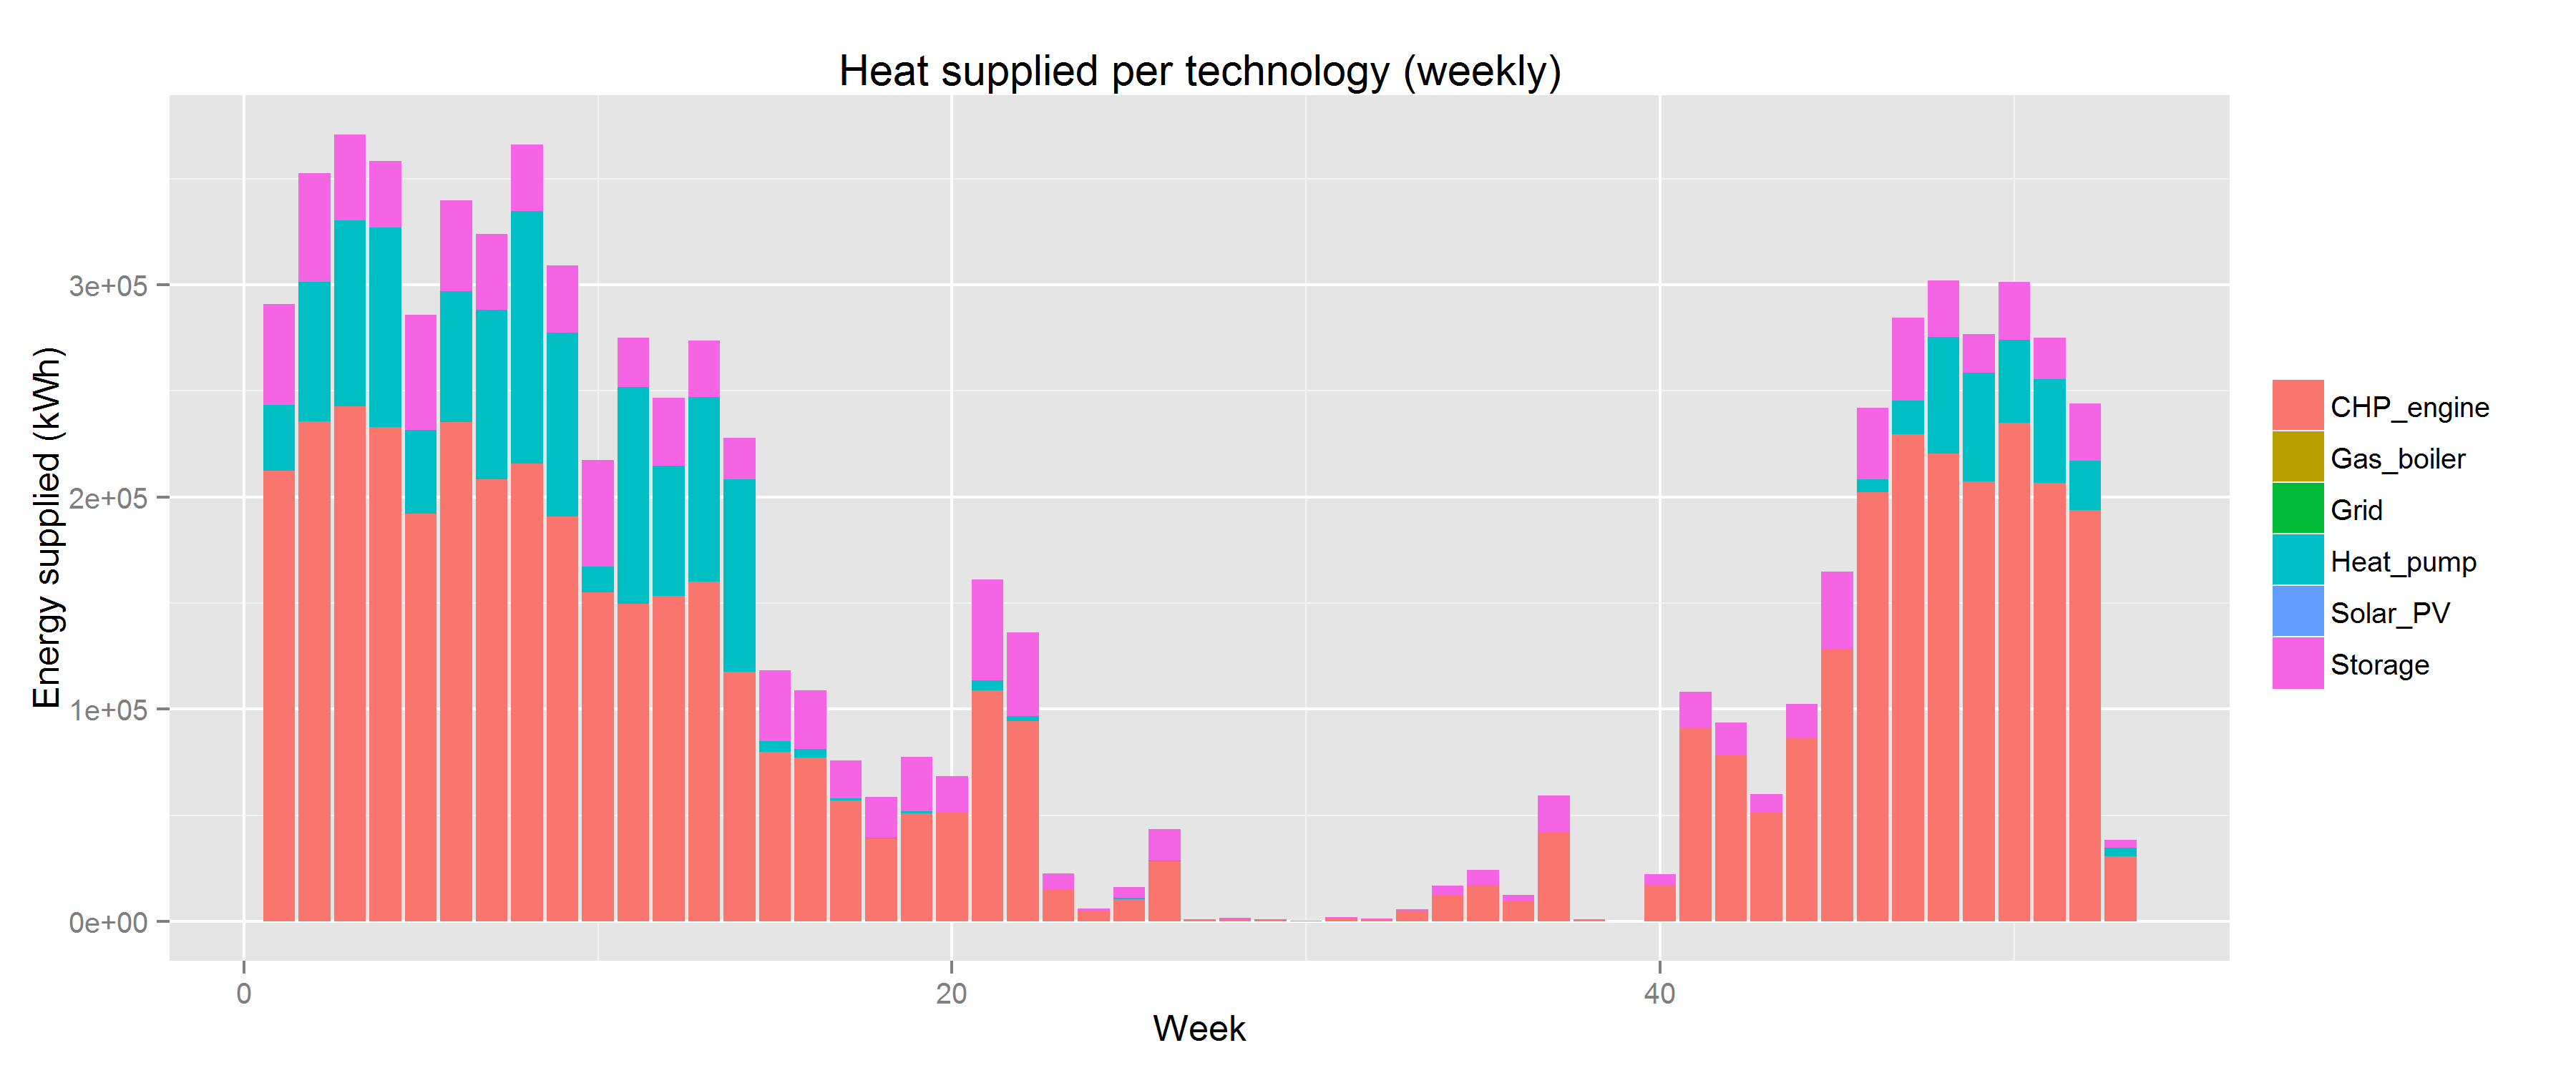 Heat supplied per technology (weekly)
Energy supplied (kWh)
3e+05
2e+05
1e+05
0e+00
0
20
40
Week
CHP_engine
Gas_boiler
Grid
Heat_pump
Solar_PV
Storage